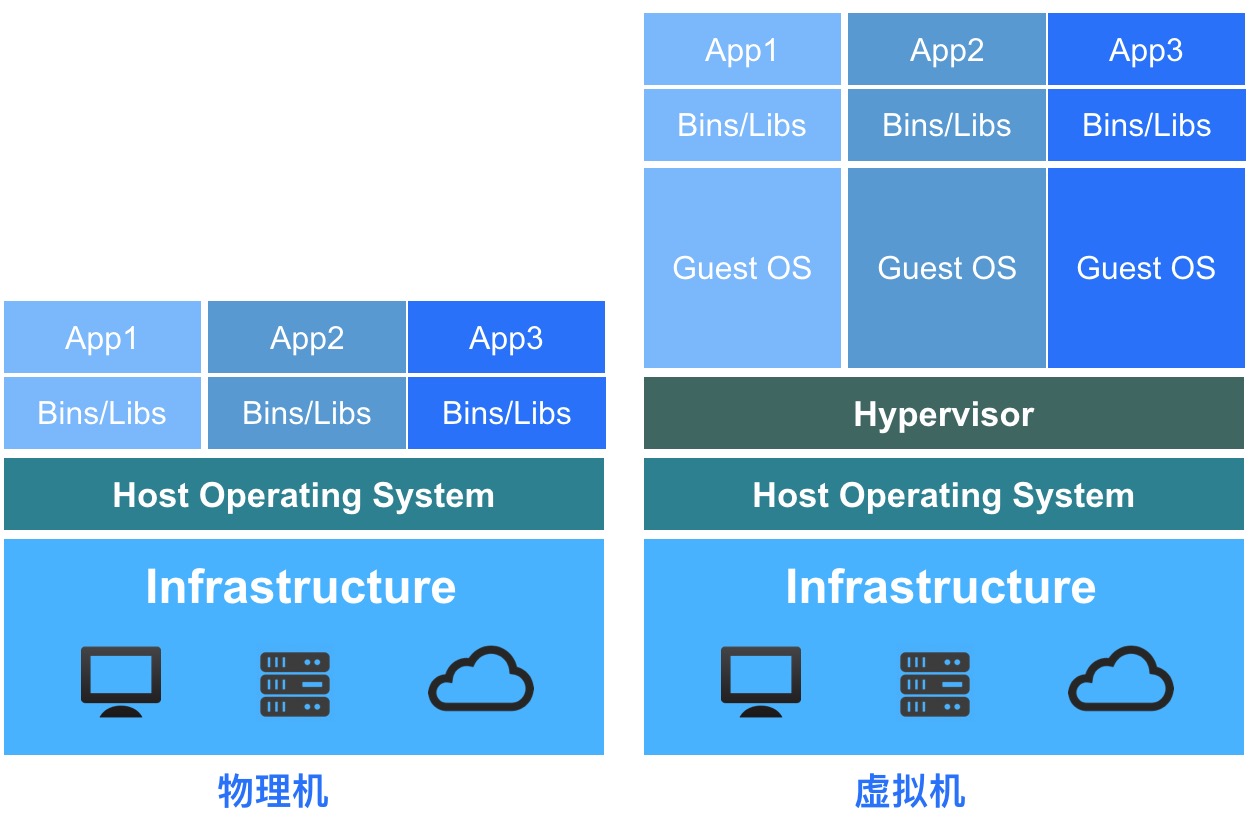 App1 App2 App3
Bins/Libs Bins/Libs Bins/Libs
Host Operating System
Infrastructure
物理机
App1 App2 App3
Bins/Libs Bins/Libs Bins/Libs
Guest OS Guest OS Guest OS
Hypervisor
Host Operating System
Infrastructure
虚拟机